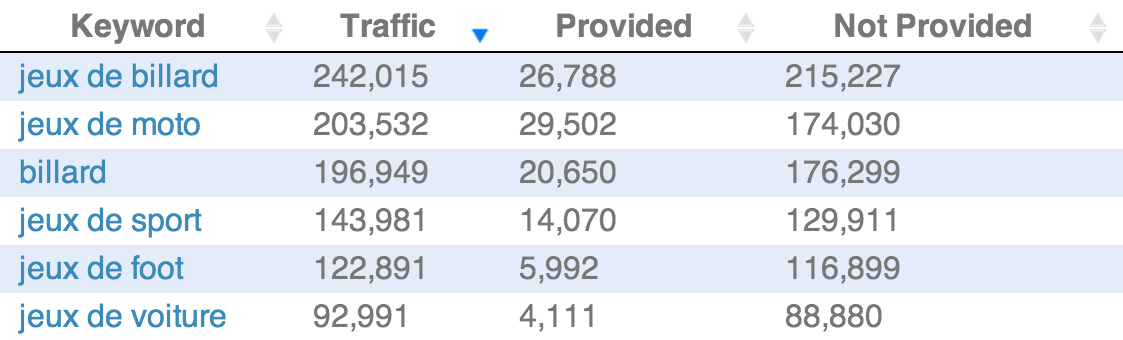 Keyword Traffic Provided Not Provided
jeux de billard 242,015 26,788 215,227
jeux de moto 203,532 29,502 174,030
billard 196,949 20,650 176,299
jeux de sport 143,981 14,070 129,911
jeux de foot 122,891 5,992 116,899
jeux de voiture 92,991 4,111 88,880